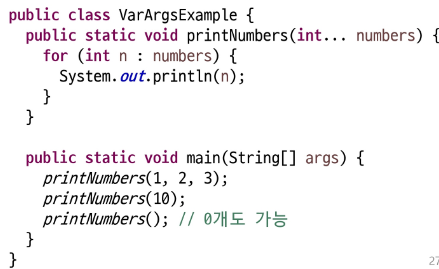 public class VarArgsExample {
  public static void printNumbers(int... numbers) {
    for (int n : numbers) {
      System.out.println(n);
    }
  }

  public static void main(String[] args) {
    printNumbers(1, 2, 3);
    printNumbers(10);
    printNumbers(); // 0개도 가능
  }
}
27